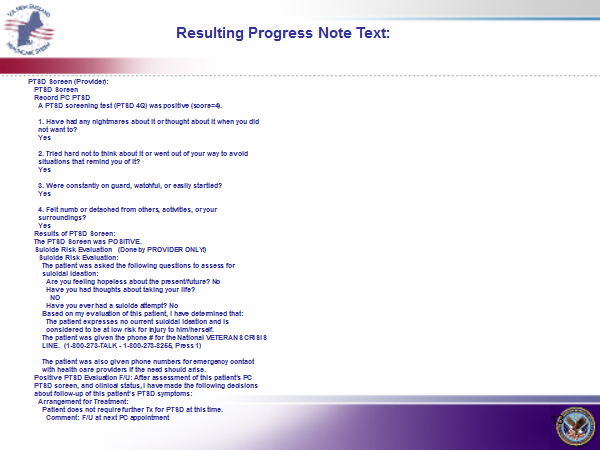 V.A. NEW ENGLAND
HEALTHCARE SYSTEM
Resulting Progress Note Text:
PTSD Screen (Provider):
PTSD Screen
Record PC PTSD
A PTSD screening test (PTSD 4Q) was positive (score=4).
1. Have had any nightmares about it or thought about it when you did
not want to?
Yes
2. Tried hard not to think about it or went out of your way to avoid
situations that remind you of it?
Yes
3. Were constantly on guard, watchful, or easily startled?
Yes
4. Felt numb or detached from others, activities, or your
surroundings?
Yes
Results of PTSD Screen:
The PTSD Screen was POSITIVE.
Suicide Risk Evaluation (Done by PROVIDER ONLY!)
Suicide Risk Evaluation:
The patient was asked the following questions to assess for
suicidal ideation:
Are you feeling hopeless about the present/future? No
Have you had thoughts about taking your life?
NO
Have you ever had a suicide attempt? No
Based on my evaluation of this patient, I have determined that:
The patient expresses no current suicidal ideation and is
considered to be at low risk for injury to him/herself.
The patient was given the phone # for the National VETERANS CRISIS
LINE. (1-800-273-TALK - 1-800-273-8255, Press 1)
The patient was also given phone numbers for emergency contact
with health care providers if the need should arise.
Positive PTSD Evaluation F/U: After assessment of this patient's PC
PTSD screen, and clinical status, I have made the following decisions
about follow-up of this patient's PTSD symptoms:
Arrangement for Treatment:
Patient does not require further Tx for PTSD at this time.
Comment: F/U at next PC appointment